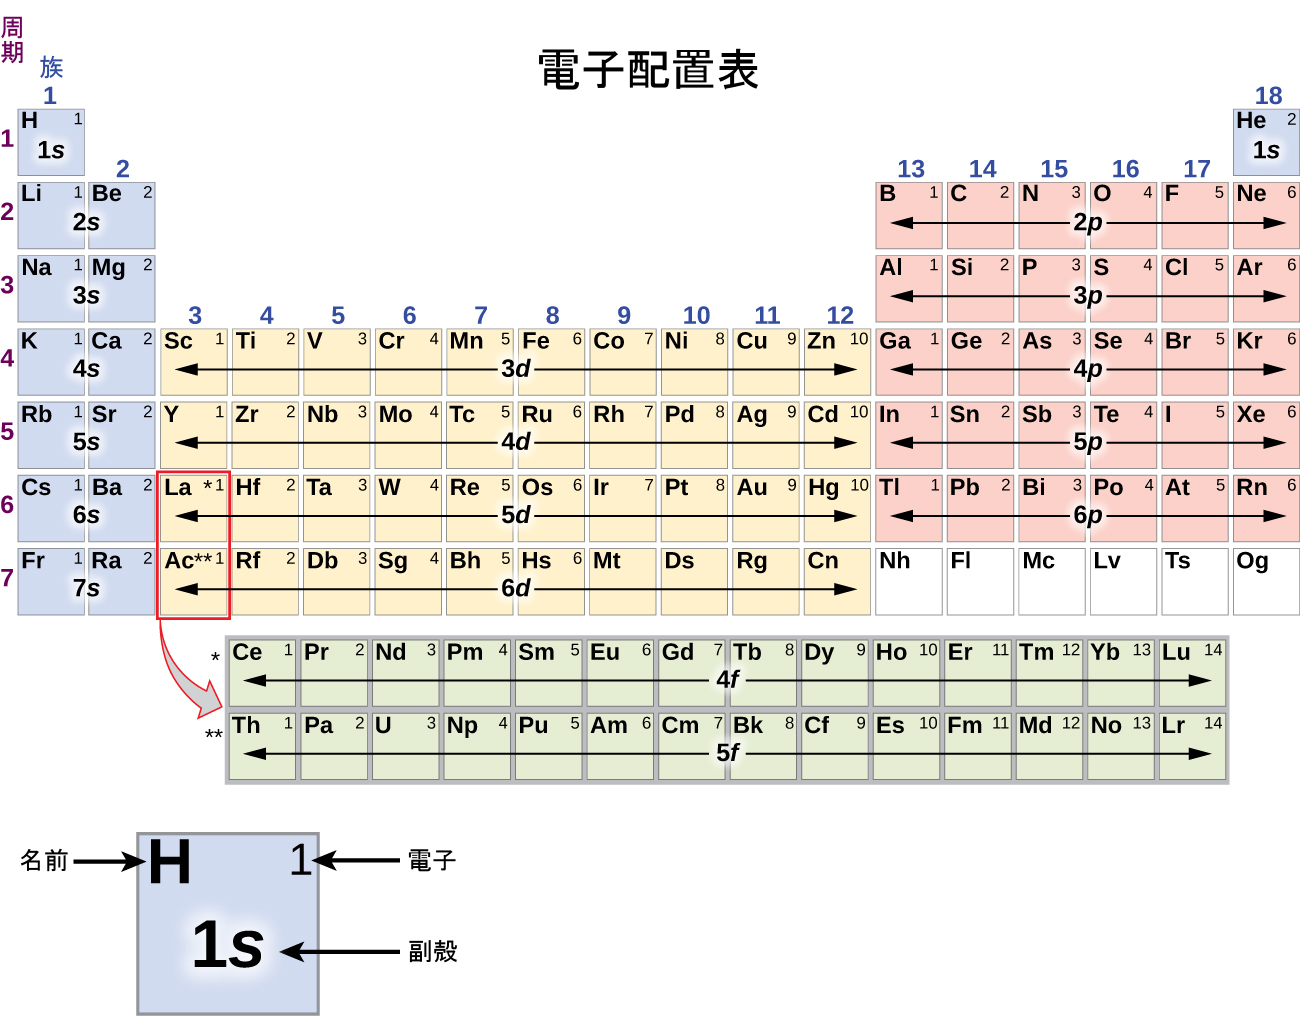 周期
電子配置表
族
1
18
H 1
1s
He 2
1s
1
2
13 14 15 16 17
2
Li 1 Be 2
2s
B 1 C 2 N 3 O 4 F 5 Ne 6
2p
3
Na 1 Mg 2
3s
Al 1 Si 2 P 3 S 4 Cl 5 Ar 6
3p
3 4 5 6 7 8 9 10 11 12
4
K 1 Ca 2
4s
Sc 1 Ti 2 V 3 Cr 4 Mn 5 Fe 6 Co 7 Ni 8 Cu 9 Zn 10
3d
Ga 1 Ge 2 As 3 Se 4 Br 5 Kr 6
4p
5
Rb 1 Sr 2
5s
Y 1 Zr 2 Nb 3 Mo 4 Tc 5 Ru 6 Rh 7 Pd 8 Ag 9 Cd 10
4d
In 1 Sn 2 Sb 3 Te 4 I 5 Xe 6
5p
6
Cs 1 Ba 2
6s
La *1 Hf 2 Ta 3 W 4 Re 5 Os 6 Ir 7 Pt 8 Au 9 Hg 10
5d
Tl 1 Pb 2 Bi 3 Po 4 At 5 Rn 6
6p
7
Fr 1 Ra 2
7s
Ac**1 Rf 2 Db 3 Sg 4 Bh 5 Hs 6 Mt Ds Rg Cn
6d
Nh Fl Mc Lv Ts Og
*
Ce 1 Pr 2 Nd 3 Pm 4 Sm 5 Eu 6 Gd 7 Tb 8 Dy 9 Ho 10 Er 11 Tm 12 Yb 13 Lu 14
4f
**
Th 1 Pa 2 U 3 Np 4 Pu 5 Am 6 Cm 7 Bk 8 Cf 9 Es 10 Fm 11 Md 12 No 13 Lr 14
5f
名前
H 1
電子
1s
副殻